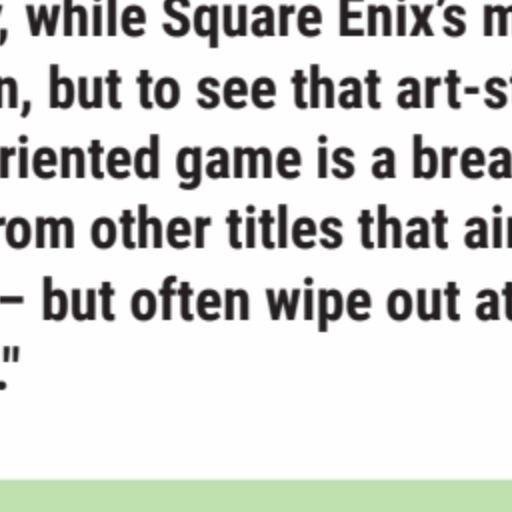 , while Square Enix's m
n, but to see that art-s
riented game is a brea
rom other titles that ai
– but often wipe out at
."